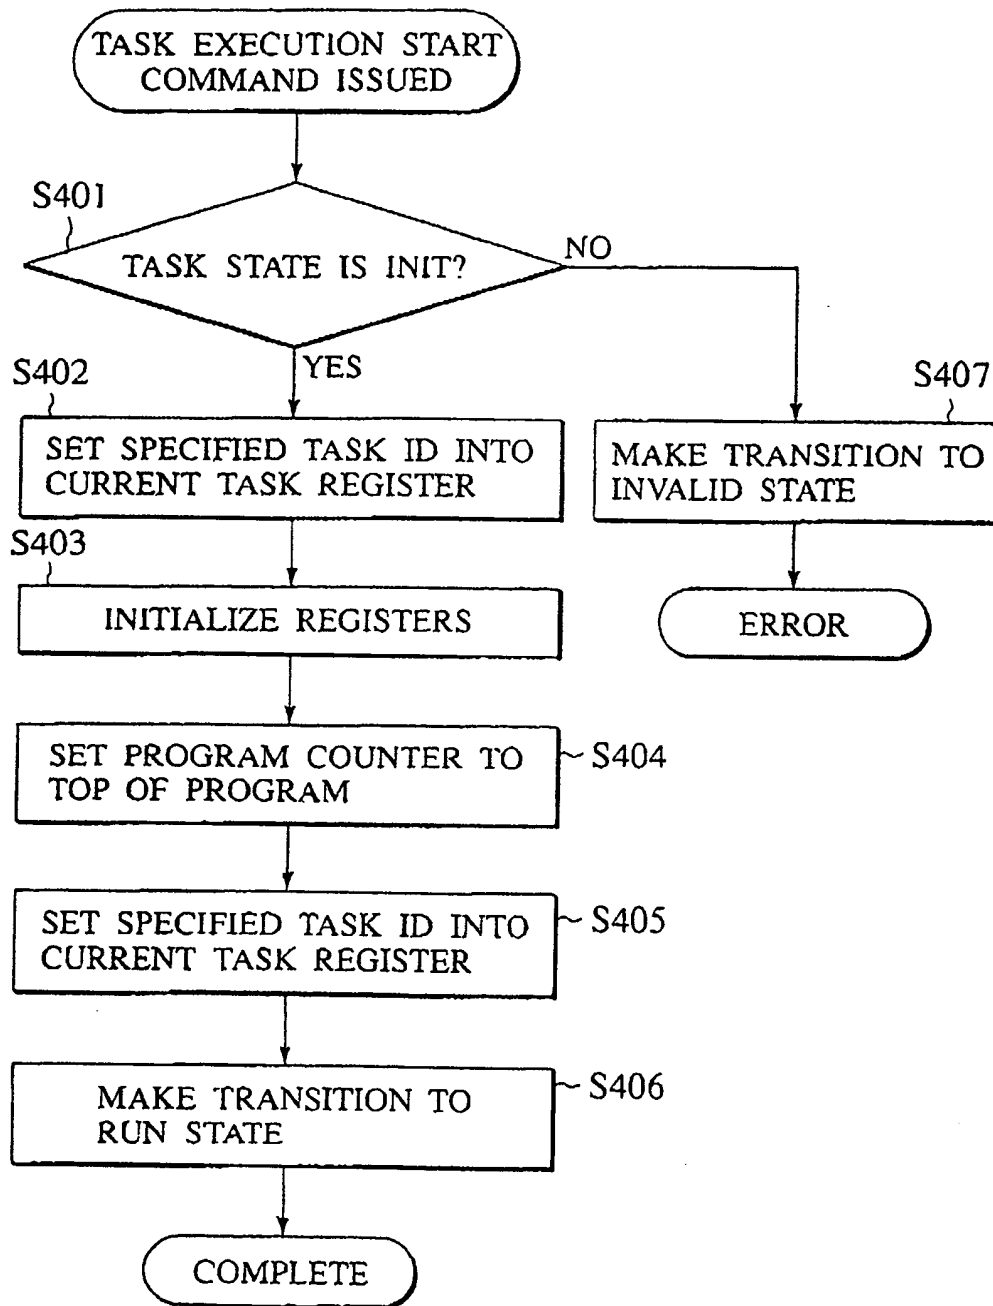 TASK EXECUTION START
COMMAND ISSUED
S401
TASK STATE IS INIT?
NO
YES
S402
SET SPECIFIED TASK ID INTO
CURRENT TASK REGISTER
S407
MAKE TRANSITION TO
INVALID STATE
S403
INITIALIZE REGISTERS
ERROR
SET PROGRAM COUNTER TO
TOP OF PROGRAM
S404
SET SPECIFIED TASK ID INTO
CURRENT TASK REGISTER
S405
MAKE TRANSITION TO
RUN STATE
S406
COMPLETE